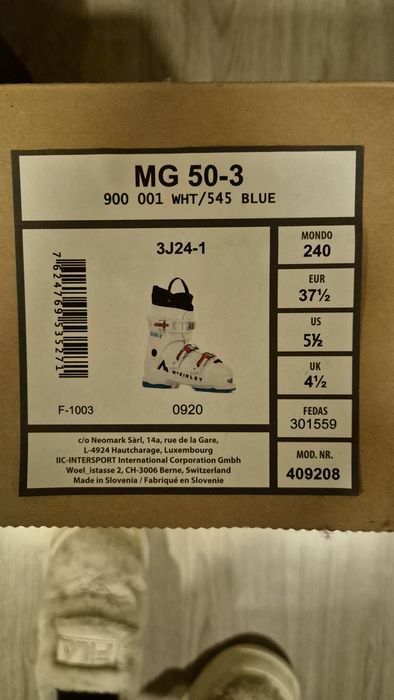 MG 50-3
900 001 WHT/545 BLUE
3J24-1
7624769535271
McKINLEY
F-1003
0920
MONDO
240
EUR
37½
US
5½
UK
4½
FEDAS
301559
MOD. NR.
409208
c/o Neomark Sàrl, 14a, rue de la Gare,
L-4924 Hautcharage, Luxembourg
IIC-INTERSPORT International Corporation Gmbh
Woel_istasse 2, CH-3006 Berne, Switzerland
Made in Slovenia / Fabriqué en Slovenie